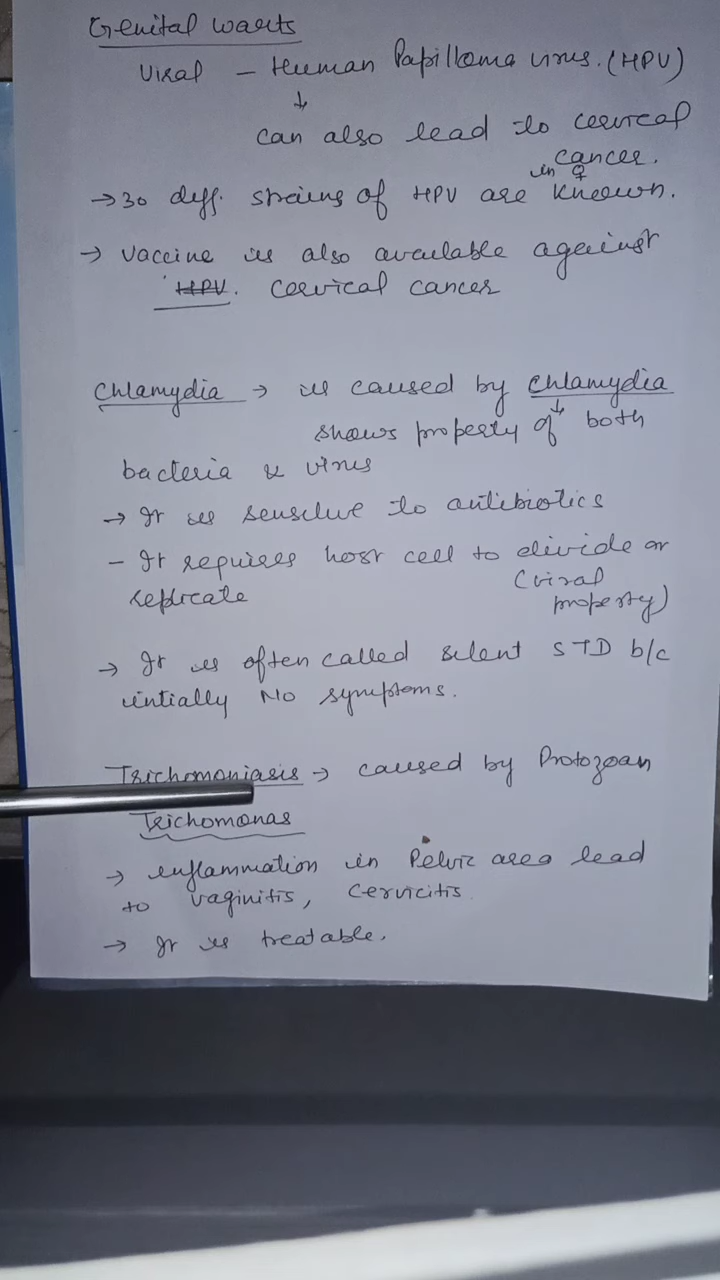 Genital warts
Viral - Human Papilloma virus. (HPV)
↓
can also lead to cervical
cancer.
in ♀
→ 30 diff. strains of HPV are known.
→ Vaccine is also available against
HPV. cervical cancer
Chlamydia → is caused by Chlamydia
↓
shows property of both
bacteria & virus
→ It is sensitive to antibiotics
- It requires host cell to divide or
replicate (viral
property)
→ It is often called silent STD b/c
intially No symptoms.
Trichomoniasis → caused by Protozoan
Trichomonas
→ inflammation in Pelvic area lead
to vaginitis, cervicitis
→ It is treatable.